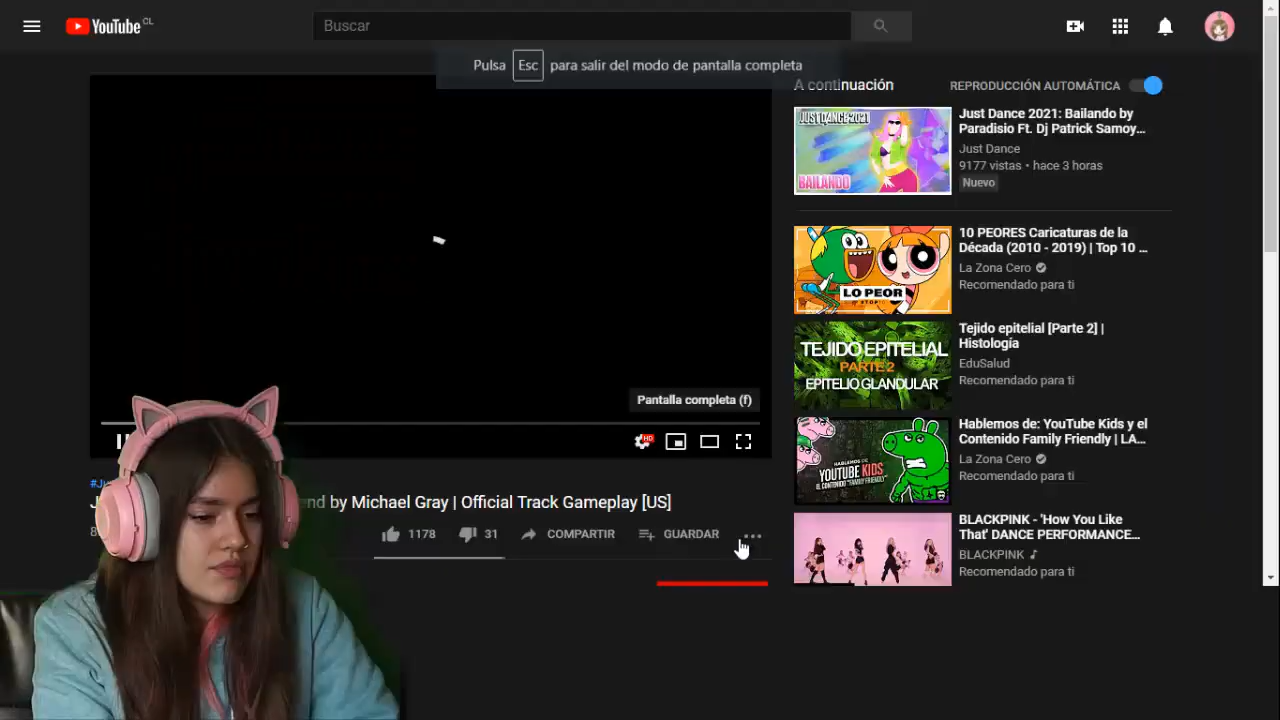 YouTube CL
Buscar
Pulsa Esc para salir del modo de pantalla completa
Pantalla completa (f)
HD
by Michael Gray | Official Track Gameplay [US]
1178
31
COMPARTIR
GUARDAR
A continuación
REPRODUCCIÓN AUTOMÁTICA
JUST DANCE 2021
BAILANDO
Just Dance 2021: Bailando by
Paradisio Ft. Dj Patrick Samoy...
Just Dance
9177 vistas • hace 3 horas
Nuevo
LO PEOR
10 PEORES Caricaturas de la
Década (2010 - 2019) | Top 10 ...
La Zona Cero
Recomendado para ti
TEJIDO EPITELIAL
PARTE 2
EPITELIO GLANDULAR
Tejido epitelial [Parte 2] |
Histología
EduSalud
Recomendado para ti
HABLEMOS DE:
YOUTUBE KIDS
Hablemos de: YouTube Kids y el
Contenido Family Friendly | LA...
La Zona Cero
Recomendado para ti
BLACKPINK - 'How You Like
That' DANCE PERFORMANCE...
BLACKPINK
Recomendado para ti